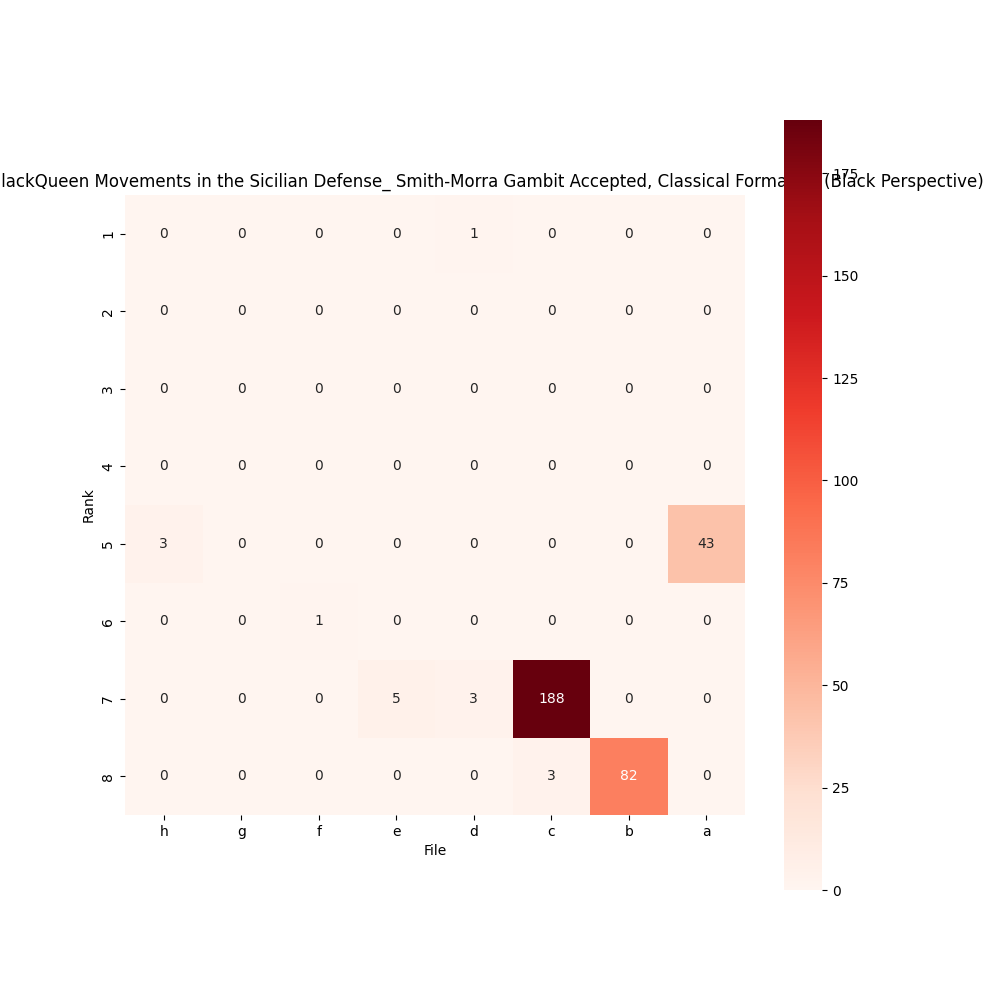 lackQueen Movements in the Sicilian Defense_ Smith-Morra Gambit Accepted, Classical Forma (Black Perspective)
175
150
125
100
75
50
25
0
Rank
1 0 0 0 0 1 0 0 0
2 0 0 0 0 0 0 0 0
3 0 0 0 0 0 0 0 0
4 0 0 0 0 0 0 0 0
5 3 0 0 0 0 0 0 43
6 0 0 1 0 0 0 0 0
7 0 0 0 5 3 188 0 0
8 0 0 0 0 0 3 82 0
h g f e d c b a
File